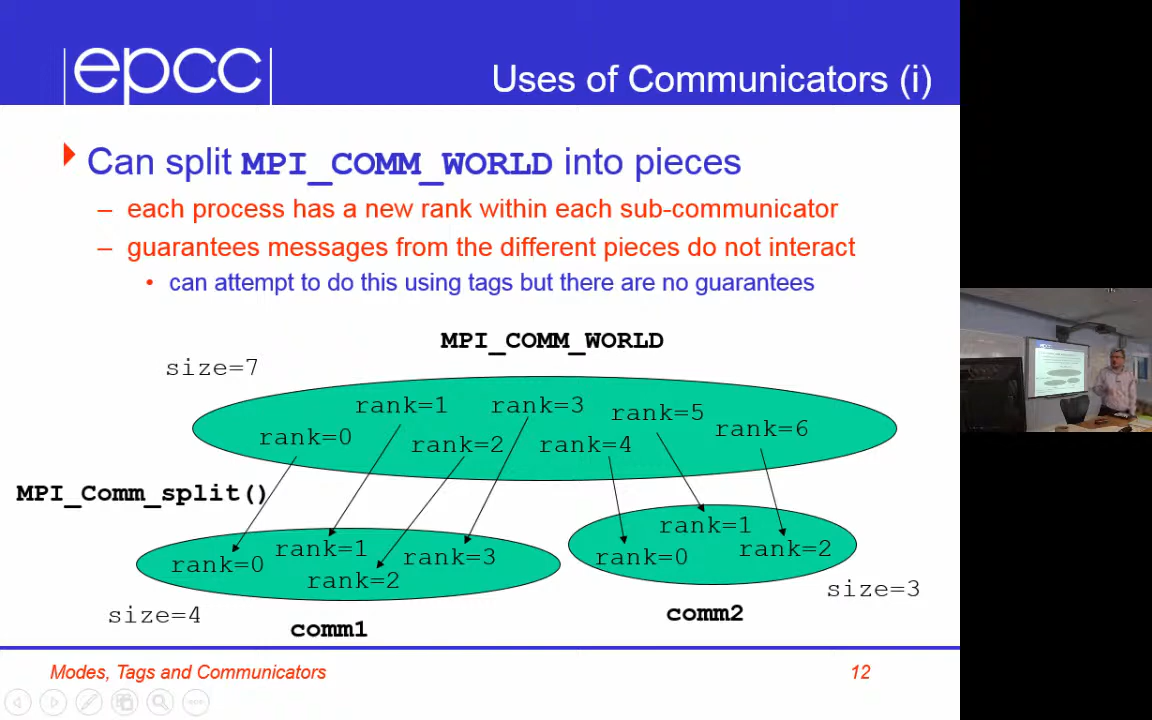 epcc
Uses of Communicators (i)
Can split MPI_COMM_WORLD into pieces
– each process has a new rank within each sub-communicator
– guarantees messages from the different pieces do not interact
• can attempt to do this using tags but there are no guarantees
MPI_COMM_WORLD
size=7
rank=1 rank=3 rank=5
rank=0 rank=2 rank=4 rank=6
MPI_Comm_split()
rank=0 rank=1 rank=2 rank=3
rank=0 rank=1 rank=2
size=4
comm1
comm2
size=3
Modes, Tags and Communicators
12
epcc